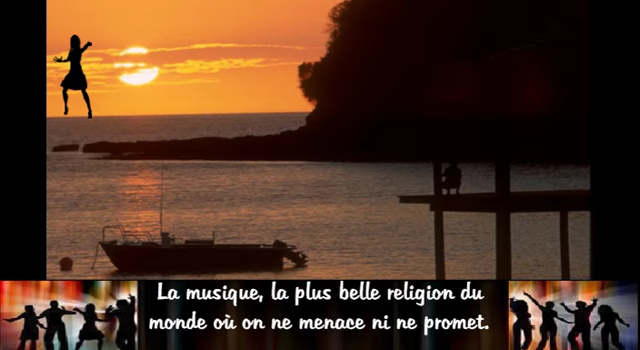 La musique, la plus belle religion du
monde où on ne menace ni ne promet.